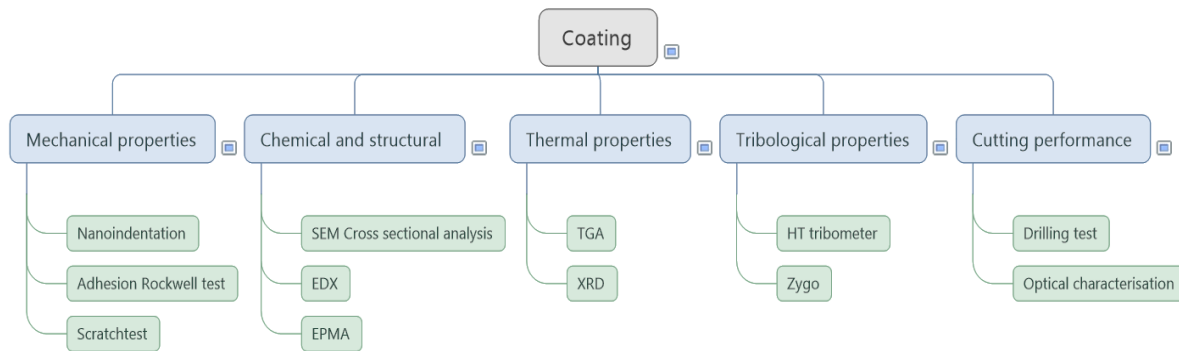 Coating
Mechanical properties
Chemical and structural
Thermal properties
Tribological properties
Cutting performance
Nanoindentation
Adhesion Rockwell test
Scratchtest
SEM Cross sectional analysis
EDX
EPMA
TGA
XRD
HT tribometer
Zygo
Drilling test
Optical characterisation